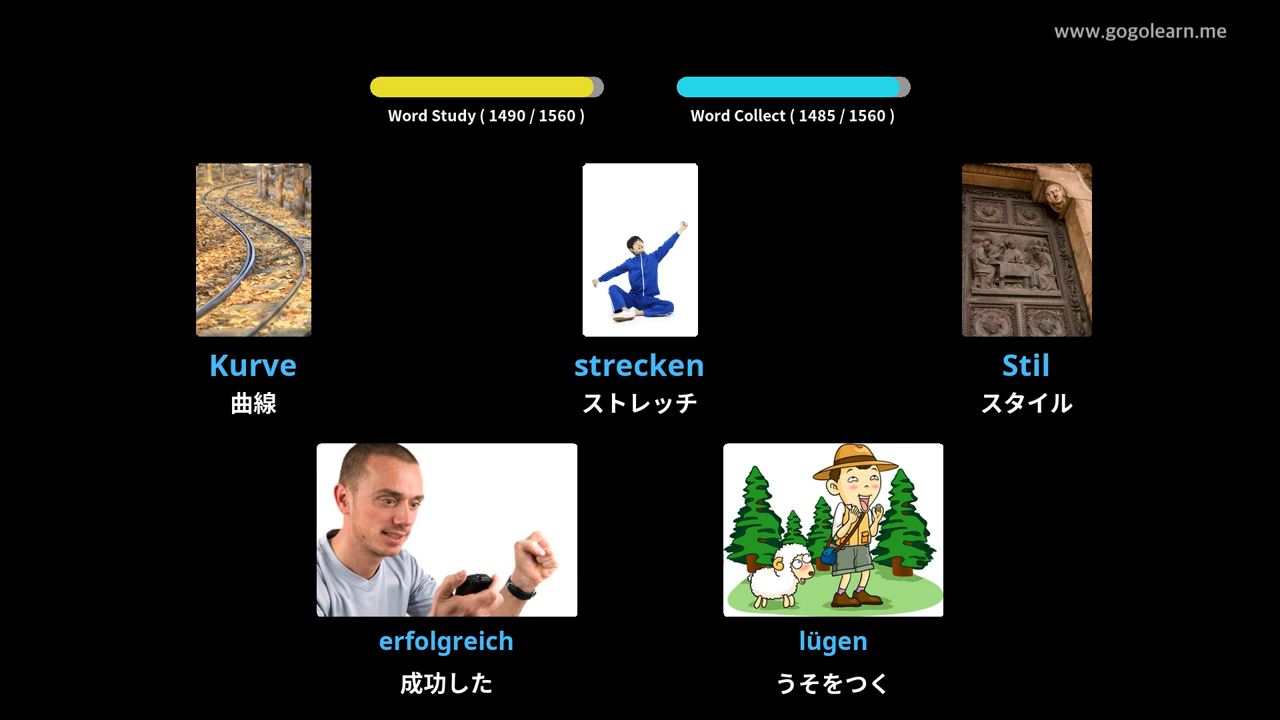 www.gogolearn.me
Word Study ( 1490 / 1560 )
Word Collect ( 1485 / 1560 )
Kurve
曲線
strecken
ストレッチ
Stil
スタイル
erfolgreich
成功した
lügen
うそをつく